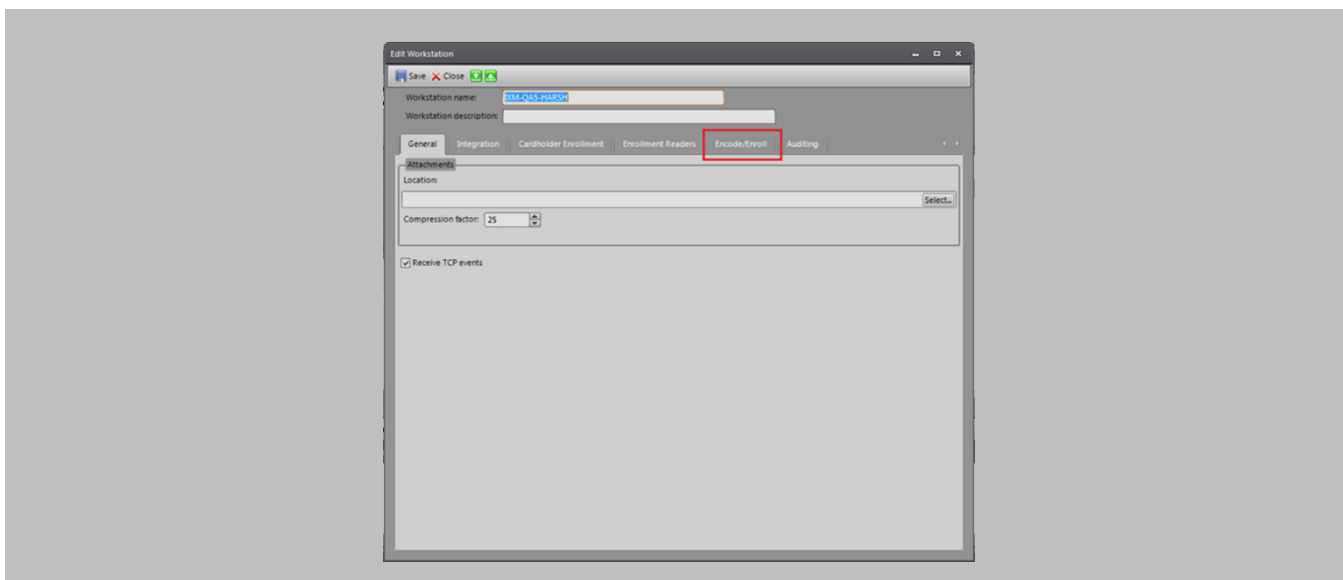 Edit Workstation
Save Close
Workstation name: IXM-QA5-HARSH
Workstation description:
General Integration Cardholder Enrollment Enrollment Readers Encode/Enroll Auditing
Attachments
Location:
Select...
Compression factor: 25
Receive TCP events